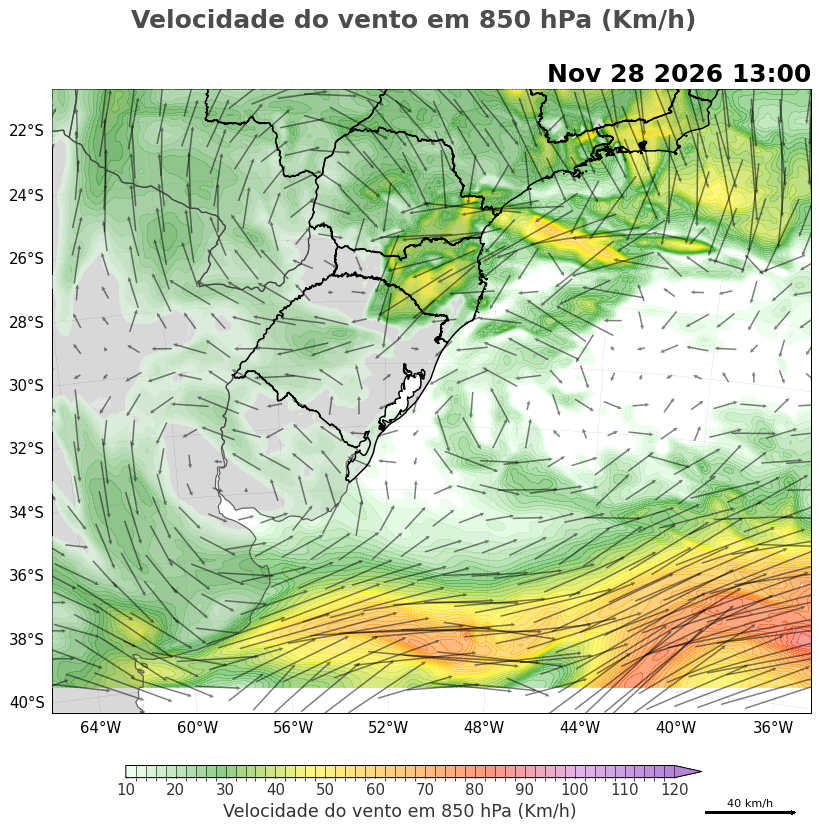 Velocidade do vento em 850 hPa (Km/h)
Nov 28 2026 13:00
22°S
24°S
26°S
28°S
30°S
32°S
34°S
36°S
38°S
40°S
64°W 60°W 56°W 52°W 48°W 44°W 40°W 36°W
10 20 30 40 50 60 70 80 90 100 110 120
Velocidade do vento em 850 hPa (Km/h)
40 km/h